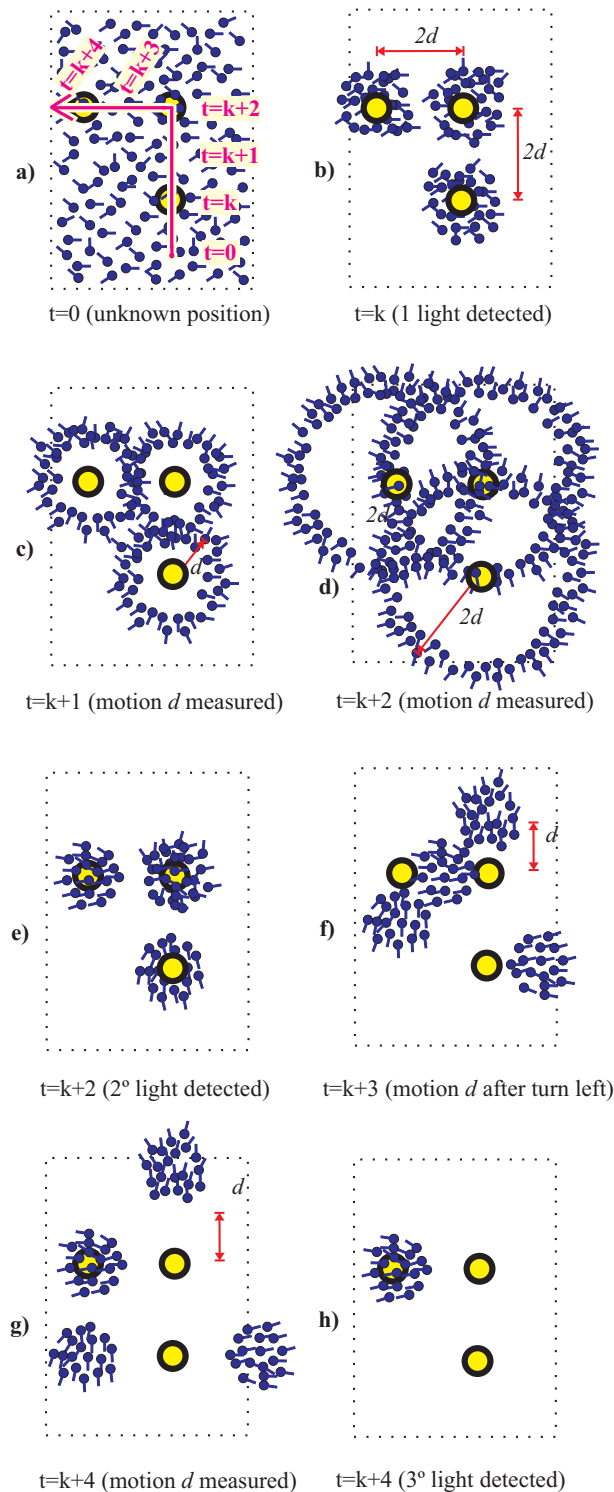 t=k+4
t=k+3
t=k+2
t=k+1
t=k
t=0
a)
t=0 (unknown position)
2d
2d
b)
t=k (1 light detected)
c)
d
t=k+1 (motion d measured)
2d
d)
2d
t=k+2 (motion d measured)
e)
t=k+2 (2º light detected)
d
f)
t=k+3 (motion d after turn left)
d
g)
t=k+4 (motion d measured)
h)
t=k+4 (3º light detected)